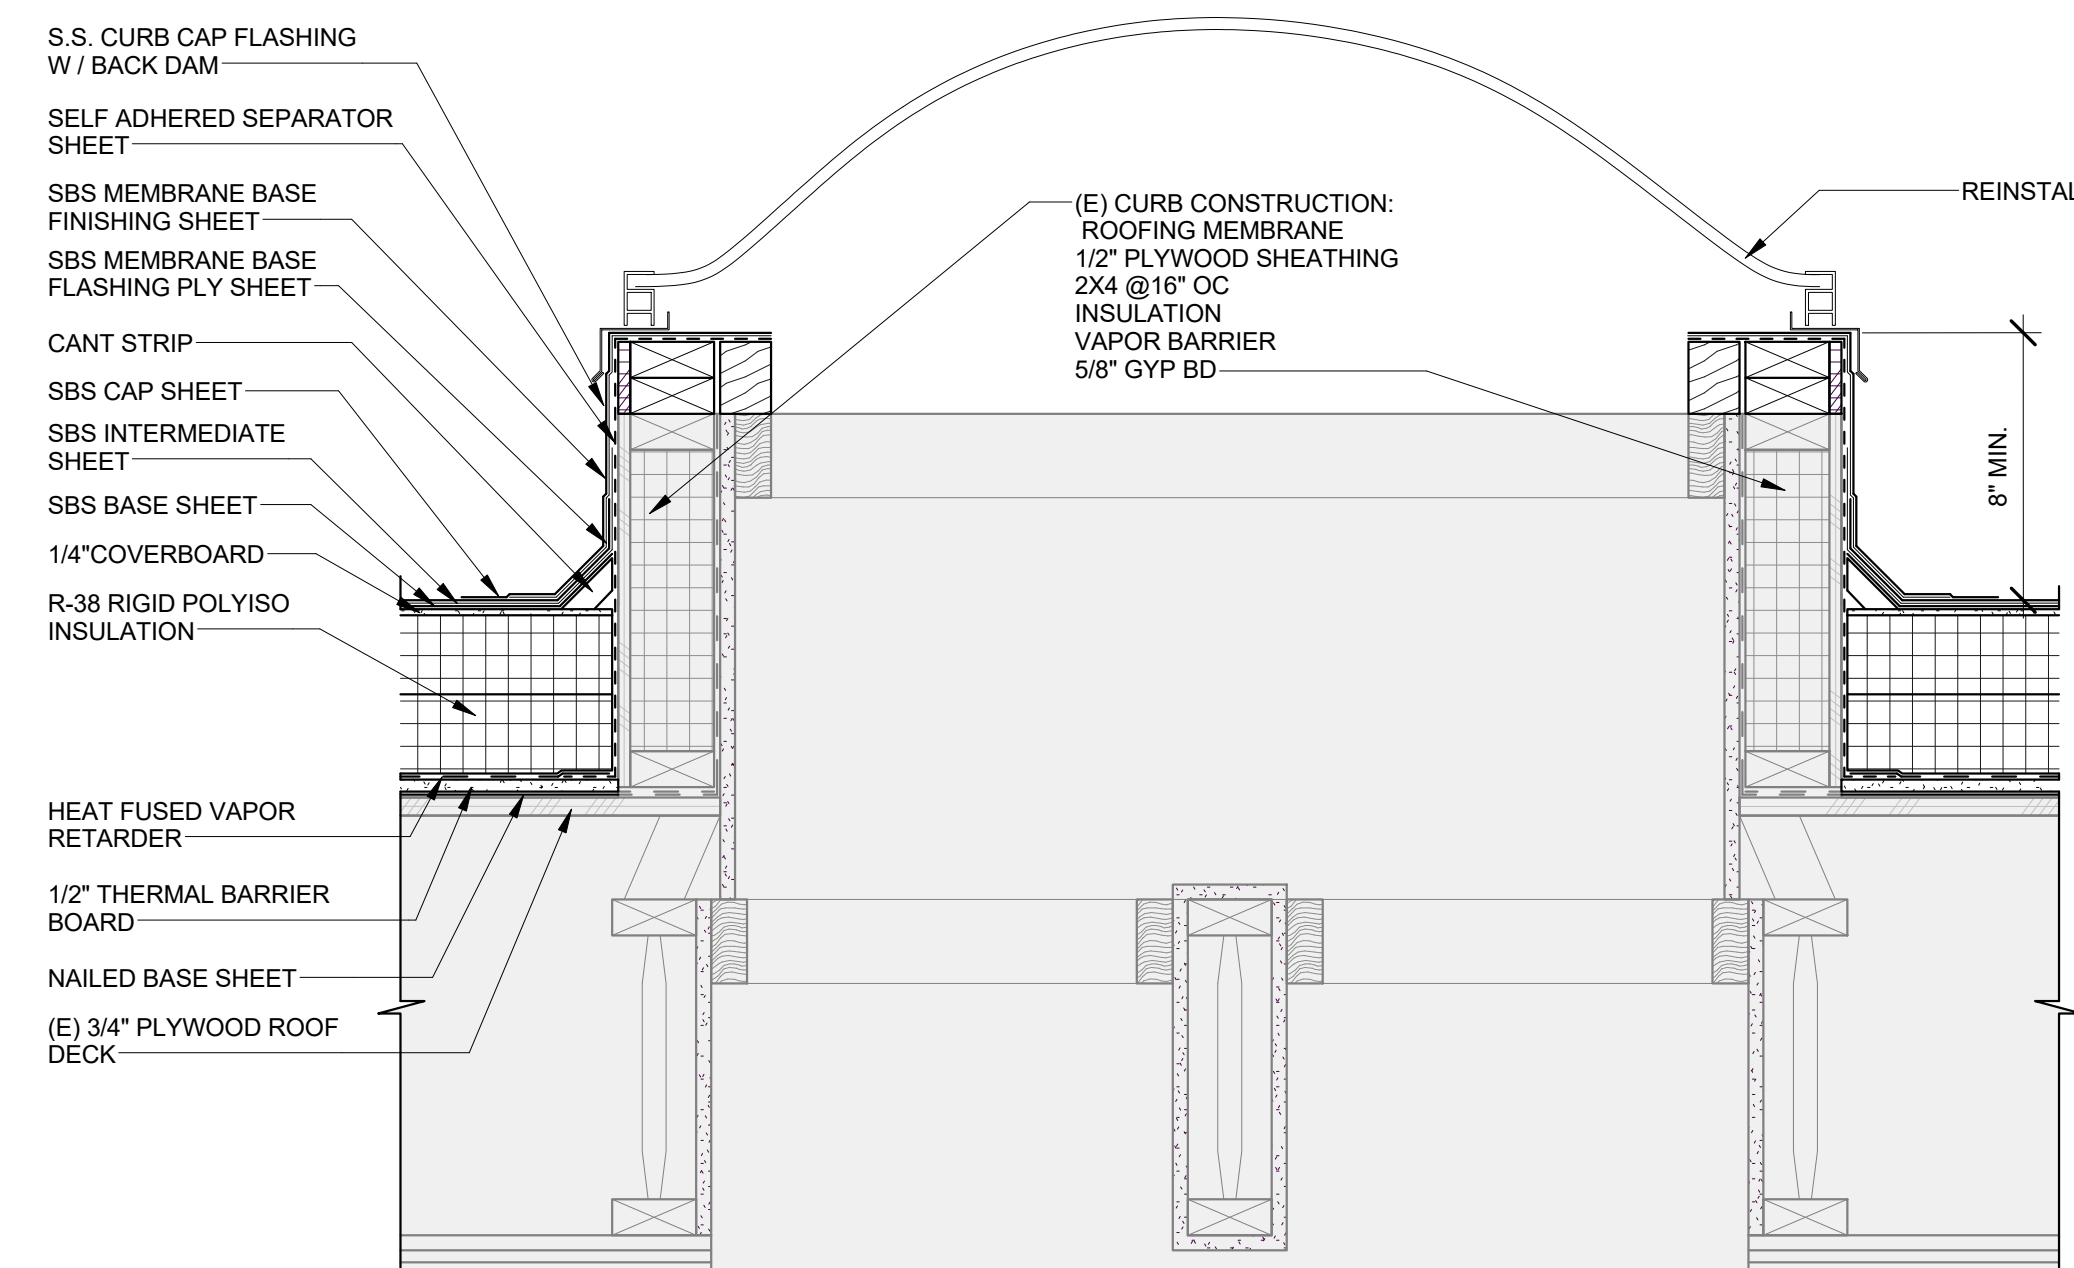 S.S. CURB CAP FLASHING
W / BACK DAM
SELF ADHERED SEPARATOR
SHEET
SBS MEMBRANE BASE
FINISHING SHEET
SBS MEMBRANE BASE
FLASHING PLY SHEET
CANT STRIP
SBS CAP SHEET
SBS INTERMEDIATE
SHEET
SBS BASE SHEET
1/4"COVERBOARD
R-38 RIGID POLYISO
INSULATION
HEAT FUSED VAPOR
RETARDER
1/2" THERMAL BARRIER
BOARD
NAILED BASE SHEET
(E) 3/4" PLYWOOD ROOF
DECK
(E) CURB CONSTRUCTION:
ROOFING MEMBRANE
1/2" PLYWOOD SHEATHING
2X4 @16" OC
INSULATION
VAPOR BARRIER
5/8" GYP BD
REINSTAL
8" MIN.